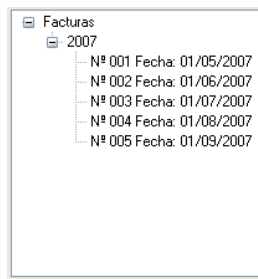 Facturas
2007
Nº 001 Fecha: 01/05/2007
Nº 002 Fecha: 01/06/2007
Nº 003 Fecha: 01/07/2007
Nº 004 Fecha: 01/08/2007
Nº 005 Fecha: 01/09/2007